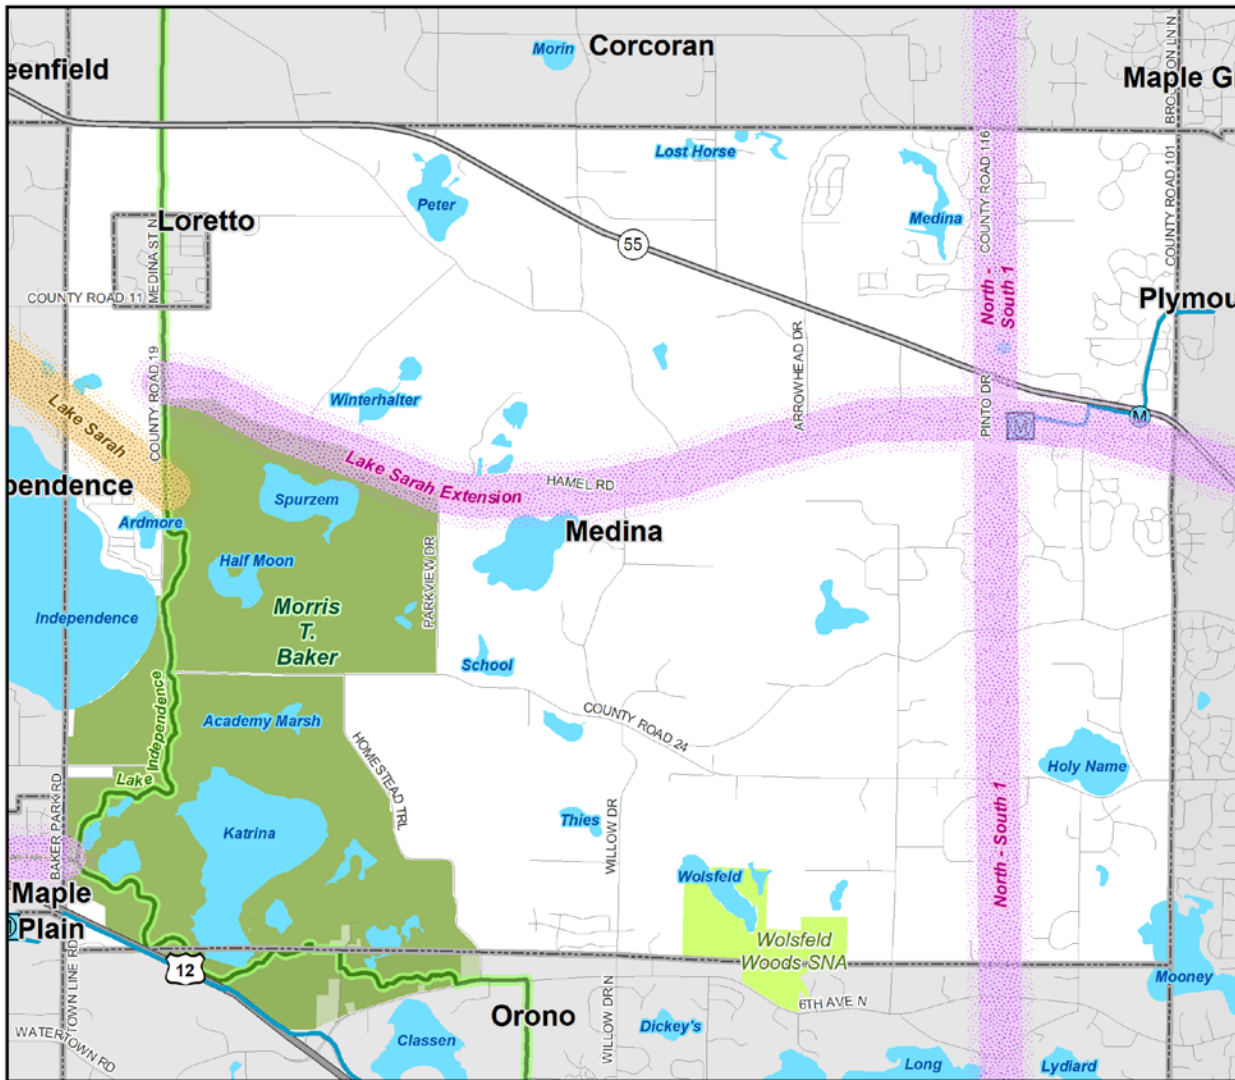 Morin
Corcoran
eenfield
Maple G
BRO
ON LN N
Lost Horse
COUNTY ROAD 116
COUNTY ROAD 101
Peter
Medina
Loretto
MEDINA ST N
55
COUNTY ROAD 11
North -
South 1
Plymou
ARROWHEAD DR
COUNTY ROAD 19
Lake Sarah
Winterhalter
PINTO DR
M
M
Lake Sarah Extension
HAMEL RD
pendence
Spurzem
Ardmore
Medina
Half Moon
PARKVIEW DR
Independence
Morris
T.
Baker
School
Academy Marsh
COUNTY ROAD 24
Lake Independence
HOMESTEAD TRL
Holy Name
BAKER PARK RD
Katrina
Thies
WILLOW DR
North - South 1
Wolsfeld
Maple
Plain
Wolsfeld
Woods SNA
12
TOWN LINE RD
Mooney
6TH AVE N
Orono
WILLOW DR N
Dickey's
WATERTOWN RD
Classen
Long
Lydiard